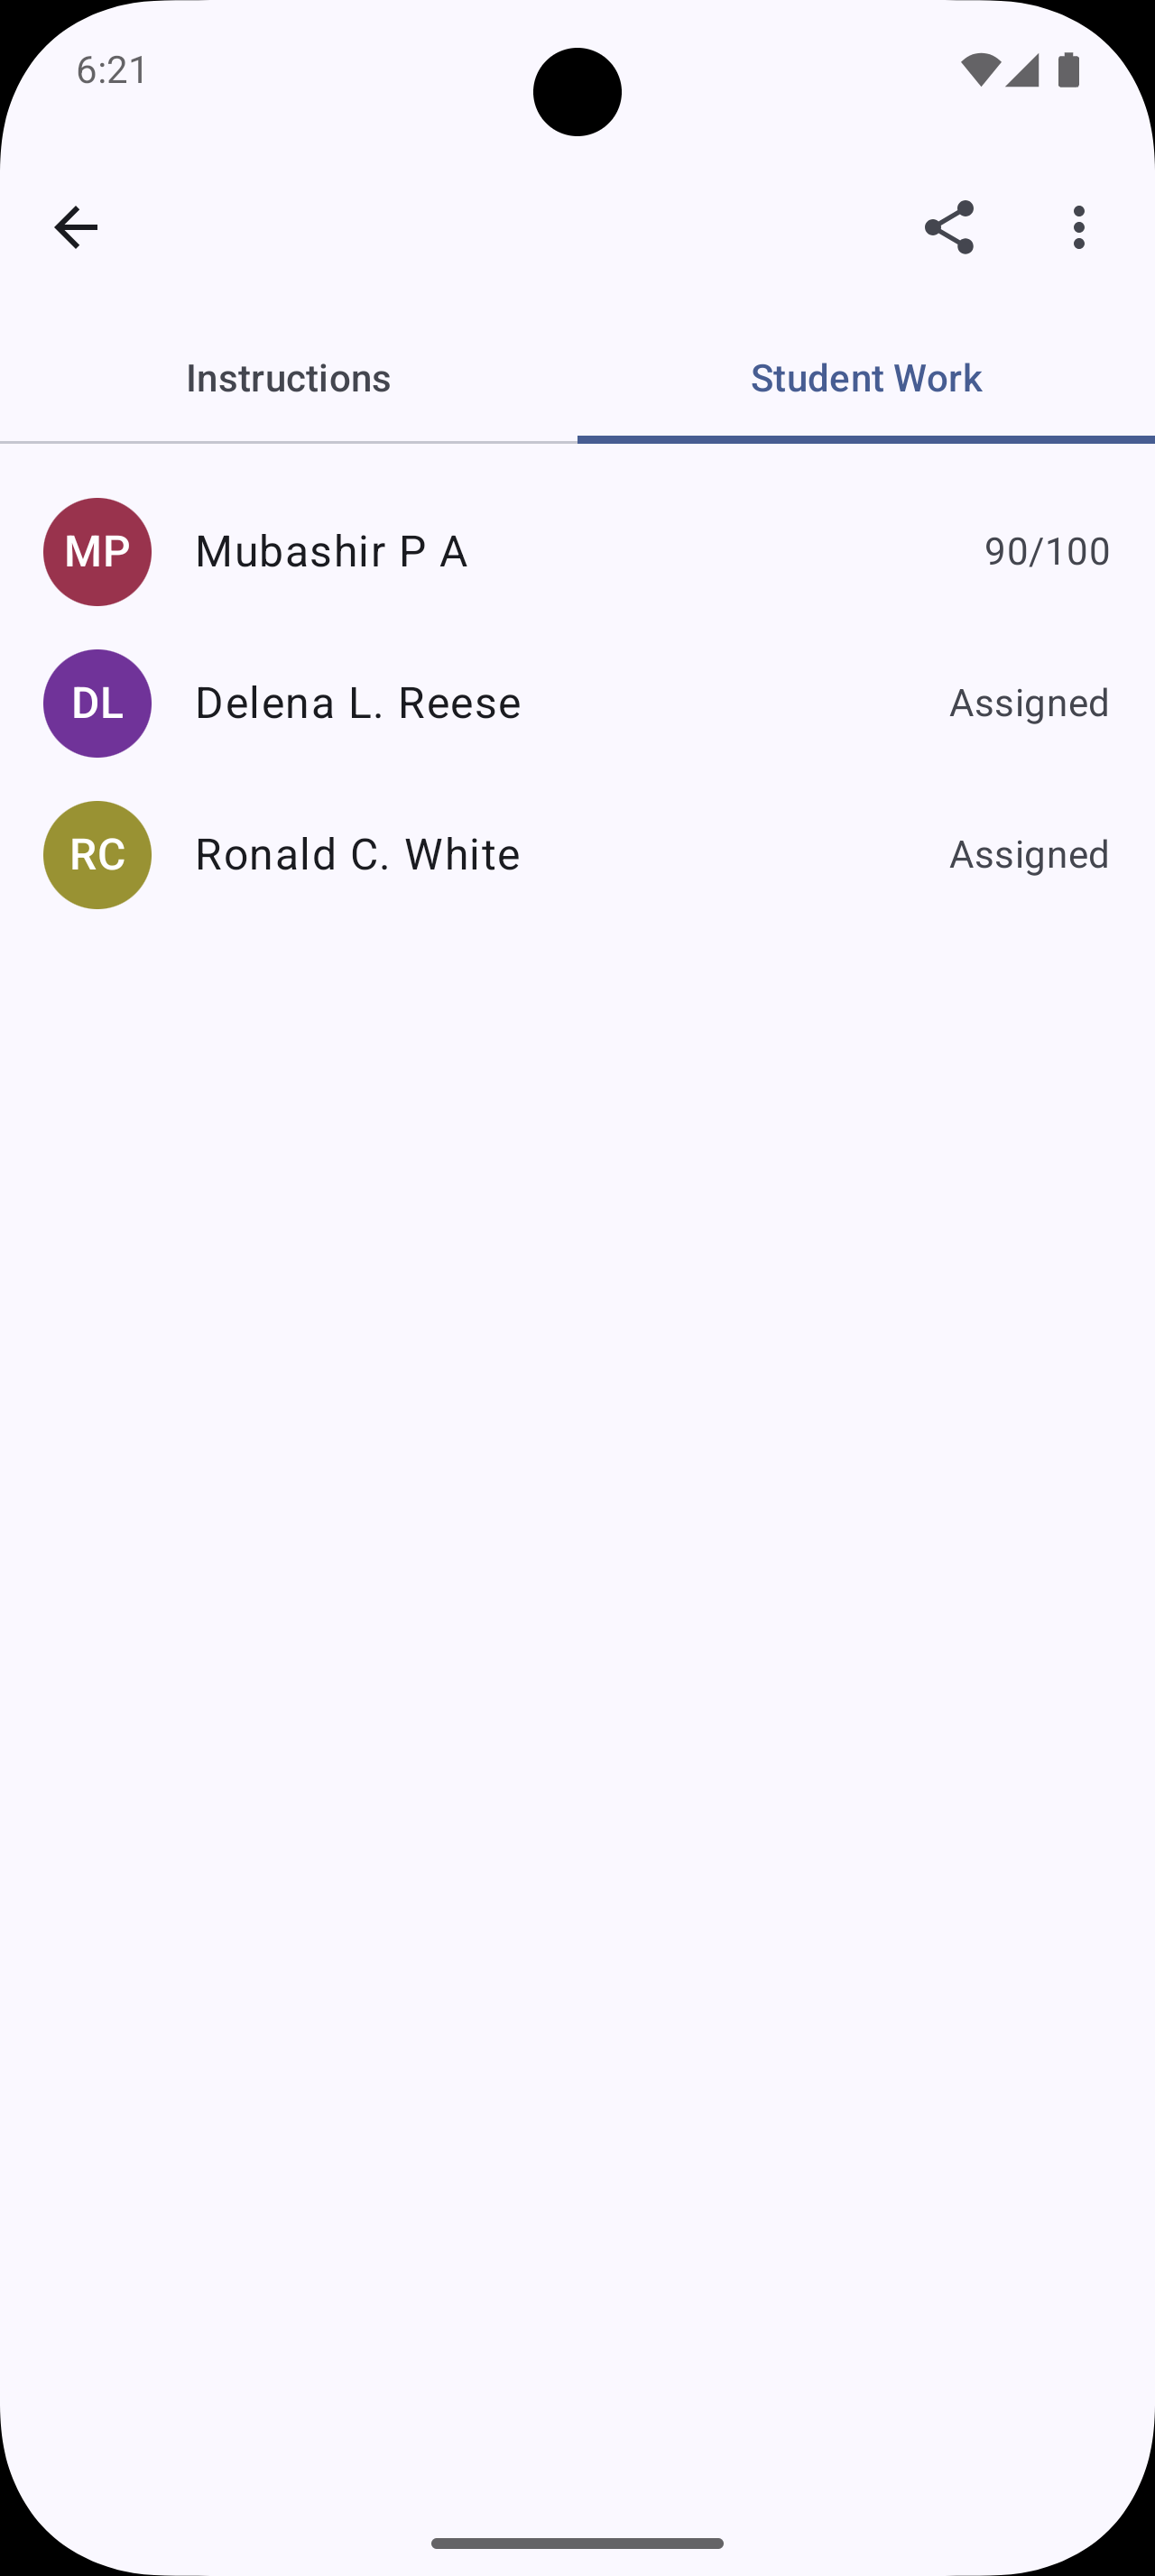 6:21
Instructions
Student Work
MP
Mubashir P A
90/100
DL
Delena L. Reese
Assigned
RC
Ronald C. White
Assigned